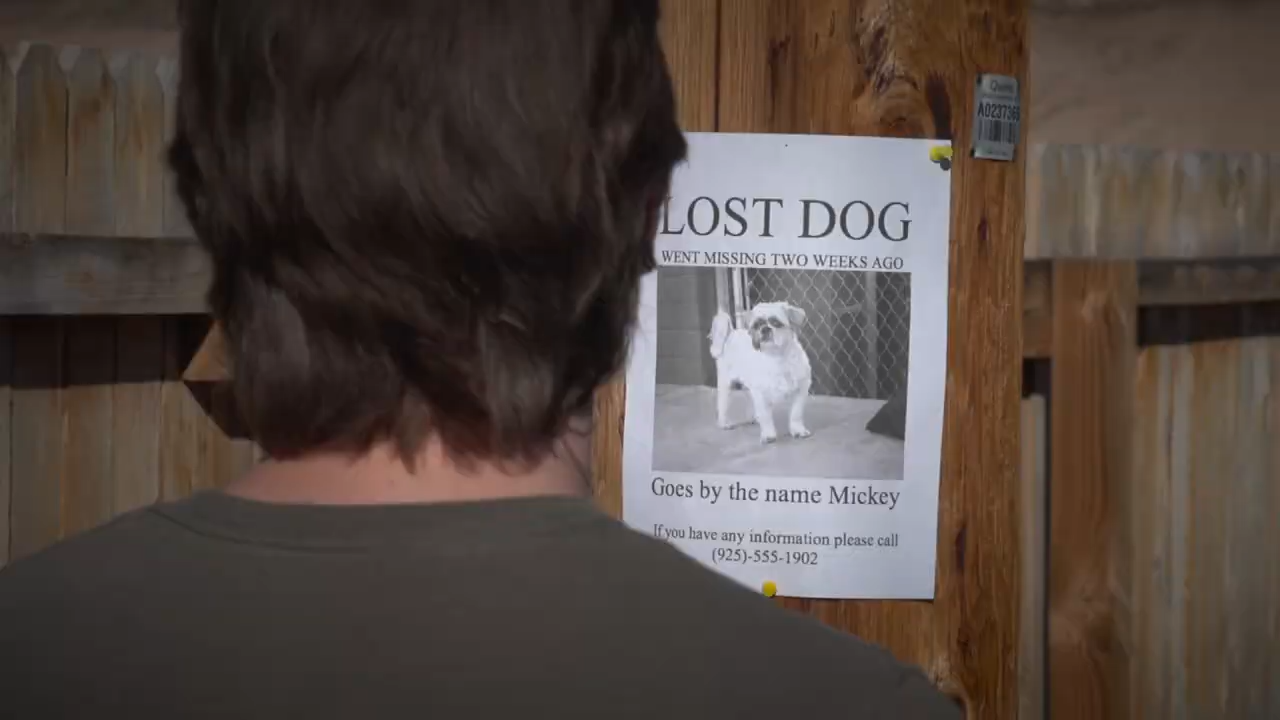 LOST DOG
WENT MISSING TWO WEEKS AGO
Goes by the name Mickey
If you have any information please call
(925)-555-1902
A0237366